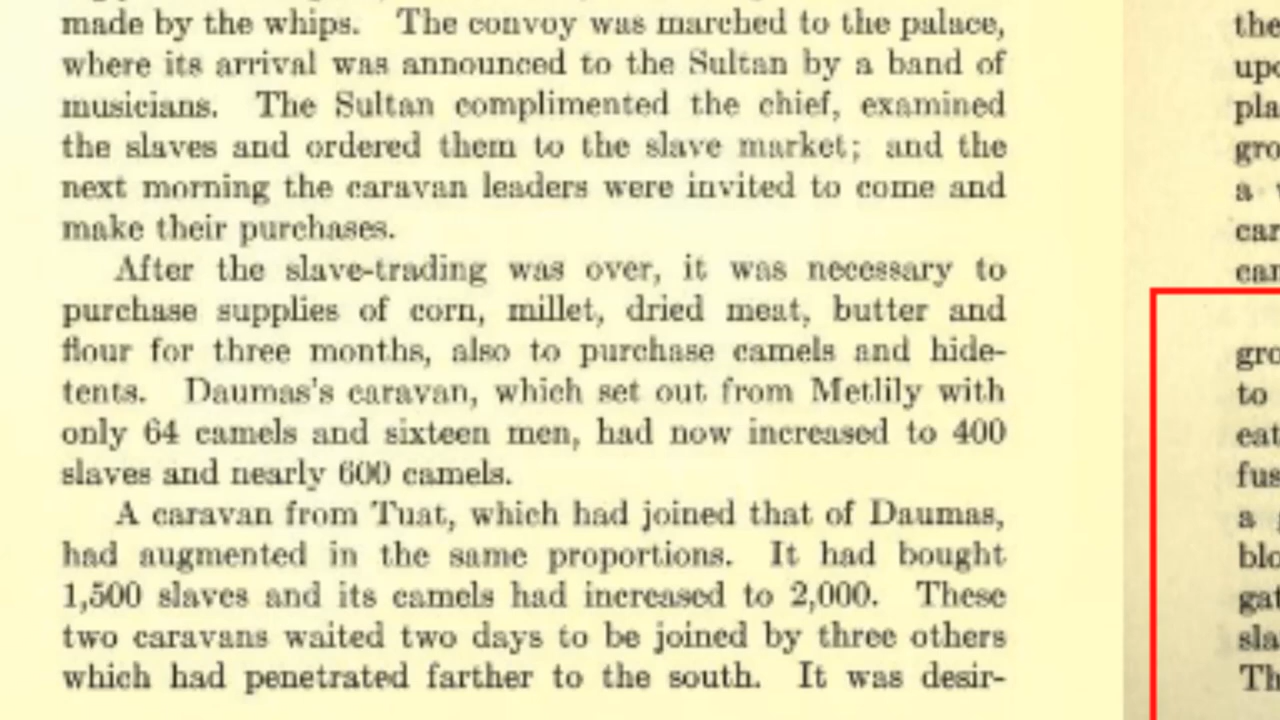 made by the whips. The convoy was marched to the palace,
where its arrival was announced to the Sultan by a band of
musicians. The Sultan complimented the chief, examined
the slaves and ordered them to the slave market; and the
next morning the caravan leaders were invited to come and
make their purchases.
After the slave-trading was over, it was necessary to
purchase supplies of corn, millet, dried meat, butter and
flour for three months, also to purchase camels and hide-
tents. Daumas's caravan, which set out from Metlily with
only 64 camels and sixteen men, had now increased to 400
slaves and nearly 600 camels.
A caravan from Tuat, which had joined that of Daumas,
had augmented in the same proportions. It had bought
1,500 slaves and its camels had increased to 2,000. These
two caravans waited two days to be joined by three others
which had penetrated farther to the south. It was desir-
the
a
to
a